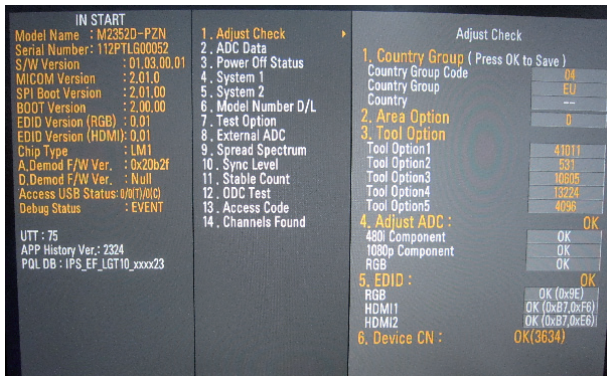 IN START
Model Name : M2352D-PZN
Serial Number: 112PTLG00052
S/W Version : 01.03.00.01
MICOM Version : 2.01.0
SPI Boot Version : 2.01.00
BOOT Version : 2.00.00
EDID Version (RGB) : 0.01
EDID Version (HDMI): 0.01
Chip Type : LM1
A.Demod F/W Ver. : 0x20b2f
D.Demod F/W Ver. : Null
Access USB Status: 0/0(T)/0(C)
Debug Status : EVENT
UTT : 75
APP History Ver.: 2324
PQL DB : IPS_EF_LGT10_xxxx23
1 . Adjust Check
2 . ADC Data
3 . Power Off Status
4 . System 1
5 . System 2
6 . Model Number D/L
7 . Test Option
8 . External ADC
9 . Spread Spectrum
10 . Sync Level
11 . Stable Count
12 . ODC Test
13 . Access Code
14 . Channels Found
Adjust Check
1. Country Group ( Press OK to Save )
Country Group Code 04
Country Group EU
Country ---
2. Area Option 0
3. Tool Option
Tool Option1 41011
Tool Option2 531
Tool Option3 10605
Tool Option4 13224
Tool Option5 4096
4. Adjust ADC : OK
480i Component OK
1080p Component OK
RGB OK
5. EDID : OK
RGB OK (0x9E)
HDMI1 OK (0xB7,0xF6)
HDMI2 OK (0xB7,0xE6)
6. Device CN : OK(3634)